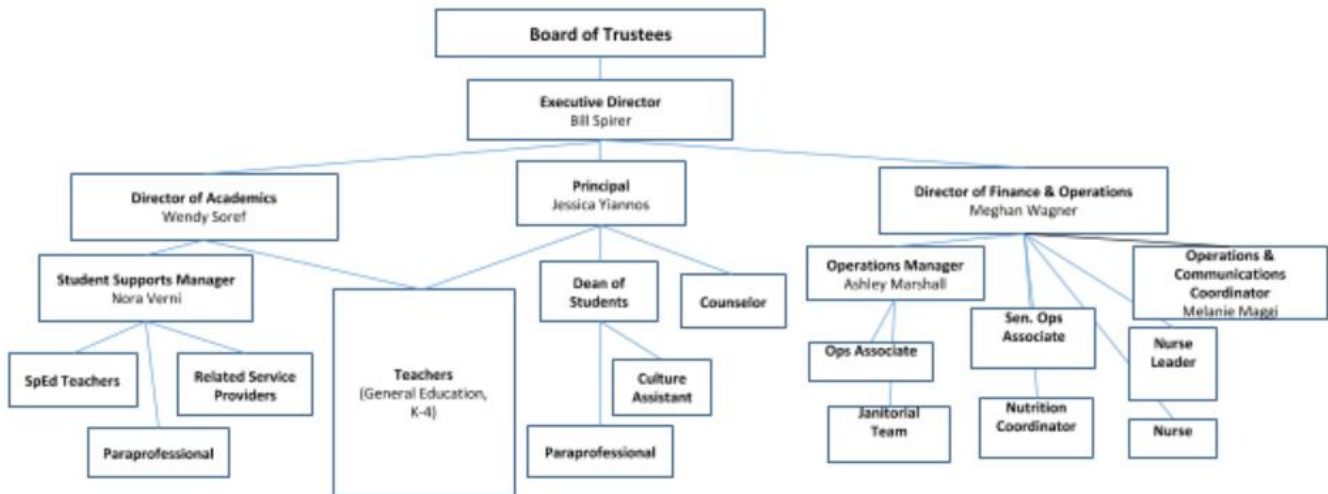 Board of Trustees
Executive Director
Bill Spirer
Director of Academics
Wendy Soref
Principal
Jessica Yiannos
Director of Finance & Operations
Meghan Wagner
Student Supports Manager
Nora Verni
Dean of
Students
Counselor
Operations Manager
Ashley Marshall
Operations &
Communications
Coordinator
Melanie Maggi
Sen. Ops
Associate
Nurse
Leader
SpEd Teachers
Related Service
Providers
Teachers
(General Education,
K-4)
Culture
Assistant
Ops Associate
Paraprofessional
Paraprofessional
Janitorial
Team
Nutrition
Coordinator
Nurse